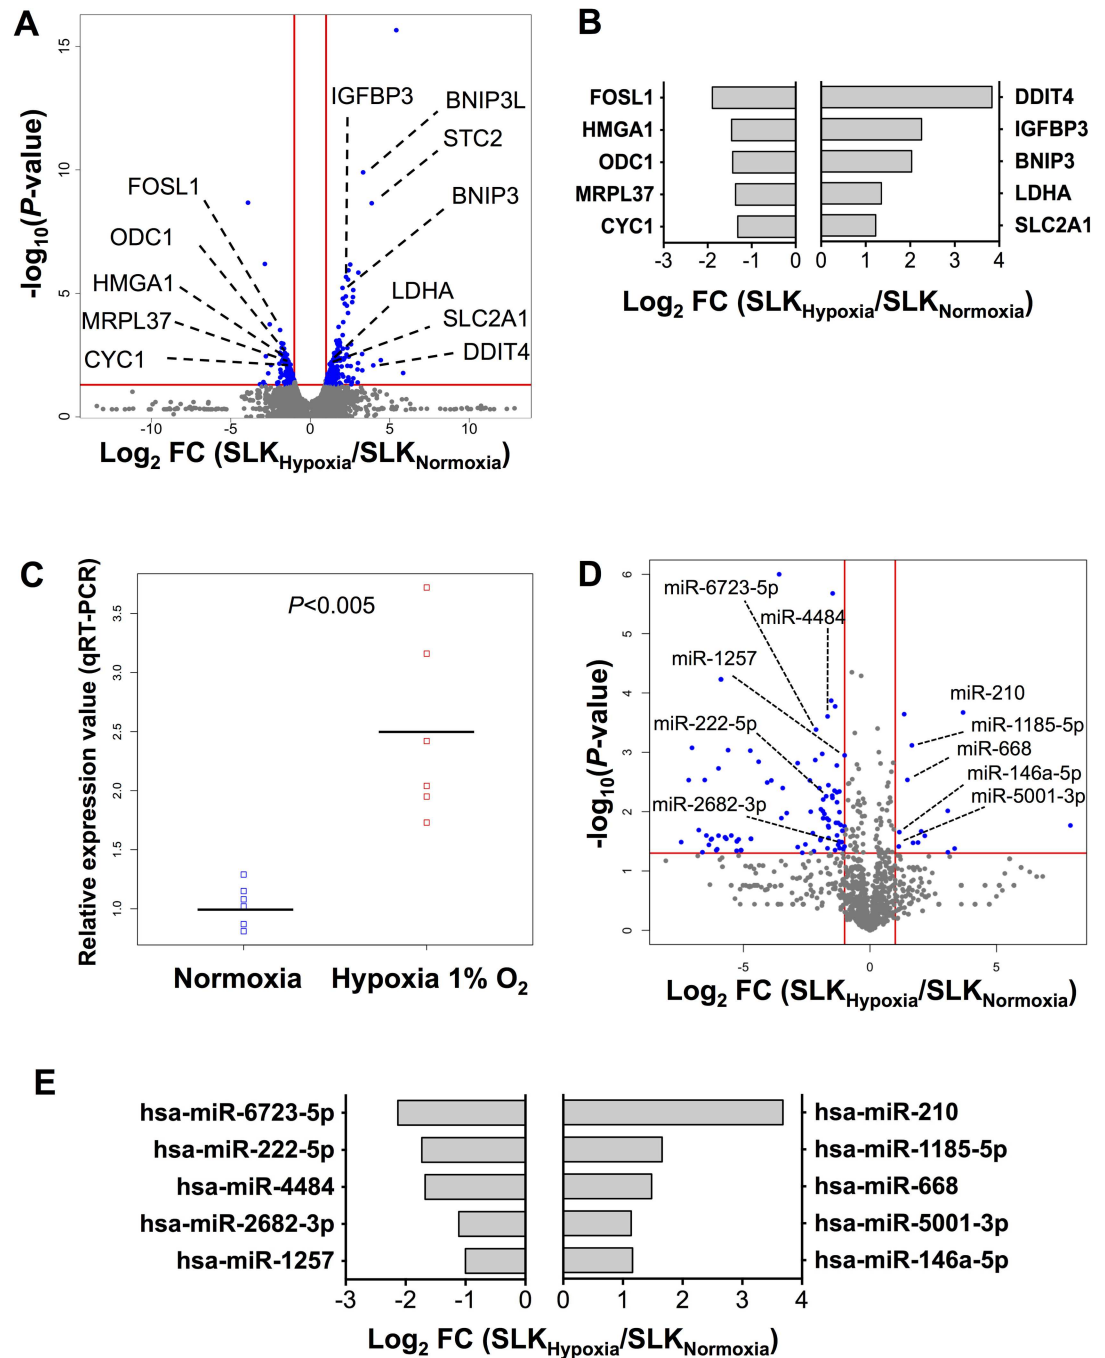 A
IGFBP3
BNIP3L
STC2
FOSL1
BNIP3
ODC1
HMGA1
LDHA
MRPL37
SLC2A1
CYC1
DDIT4
15
10
5
0
-10 -5 0 5 10
-log10(P-value)
Log2 FC (SLKHypoxia/SLKNormoxia)
B
FOSL1 DDIT4
HMGA1 IGFBP3
ODC1 BNIP3
MRPL37 LDHA
CYC1 SLC2A1
-3 -2 -1 0 0 1 2 3 4
Log2 FC (SLKHypoxia/SLKNormoxia)
C
P<0.005
3.5
3.0
2.5
2.0
1.5
1.0
Relative expression value (qRT-PCR)
Normoxia Hypoxia 1% O2
D
miR-6723-5p
miR-4484
miR-1257
miR-210
miR-222-5p
miR-1185-5p
miR-668
miR-146a-5p
miR-2682-3p
miR-5001-3p
6
5
4
3
2
1
0
-5 0 5
-log10(P-value)
Log2 FC (SLKHypoxia/SLKNormoxia)
E
hsa-miR-6723-5p hsa-miR-210
hsa-miR-222-5p hsa-miR-1185-5p
hsa-miR-4484 hsa-miR-668
hsa-miR-2682-3p hsa-miR-5001-3p
hsa-miR-1257 hsa-miR-146a-5p
-3 -2 -1 0 0 1 2 3 4
Log2 FC (SLKHypoxia/SLKNormoxia)